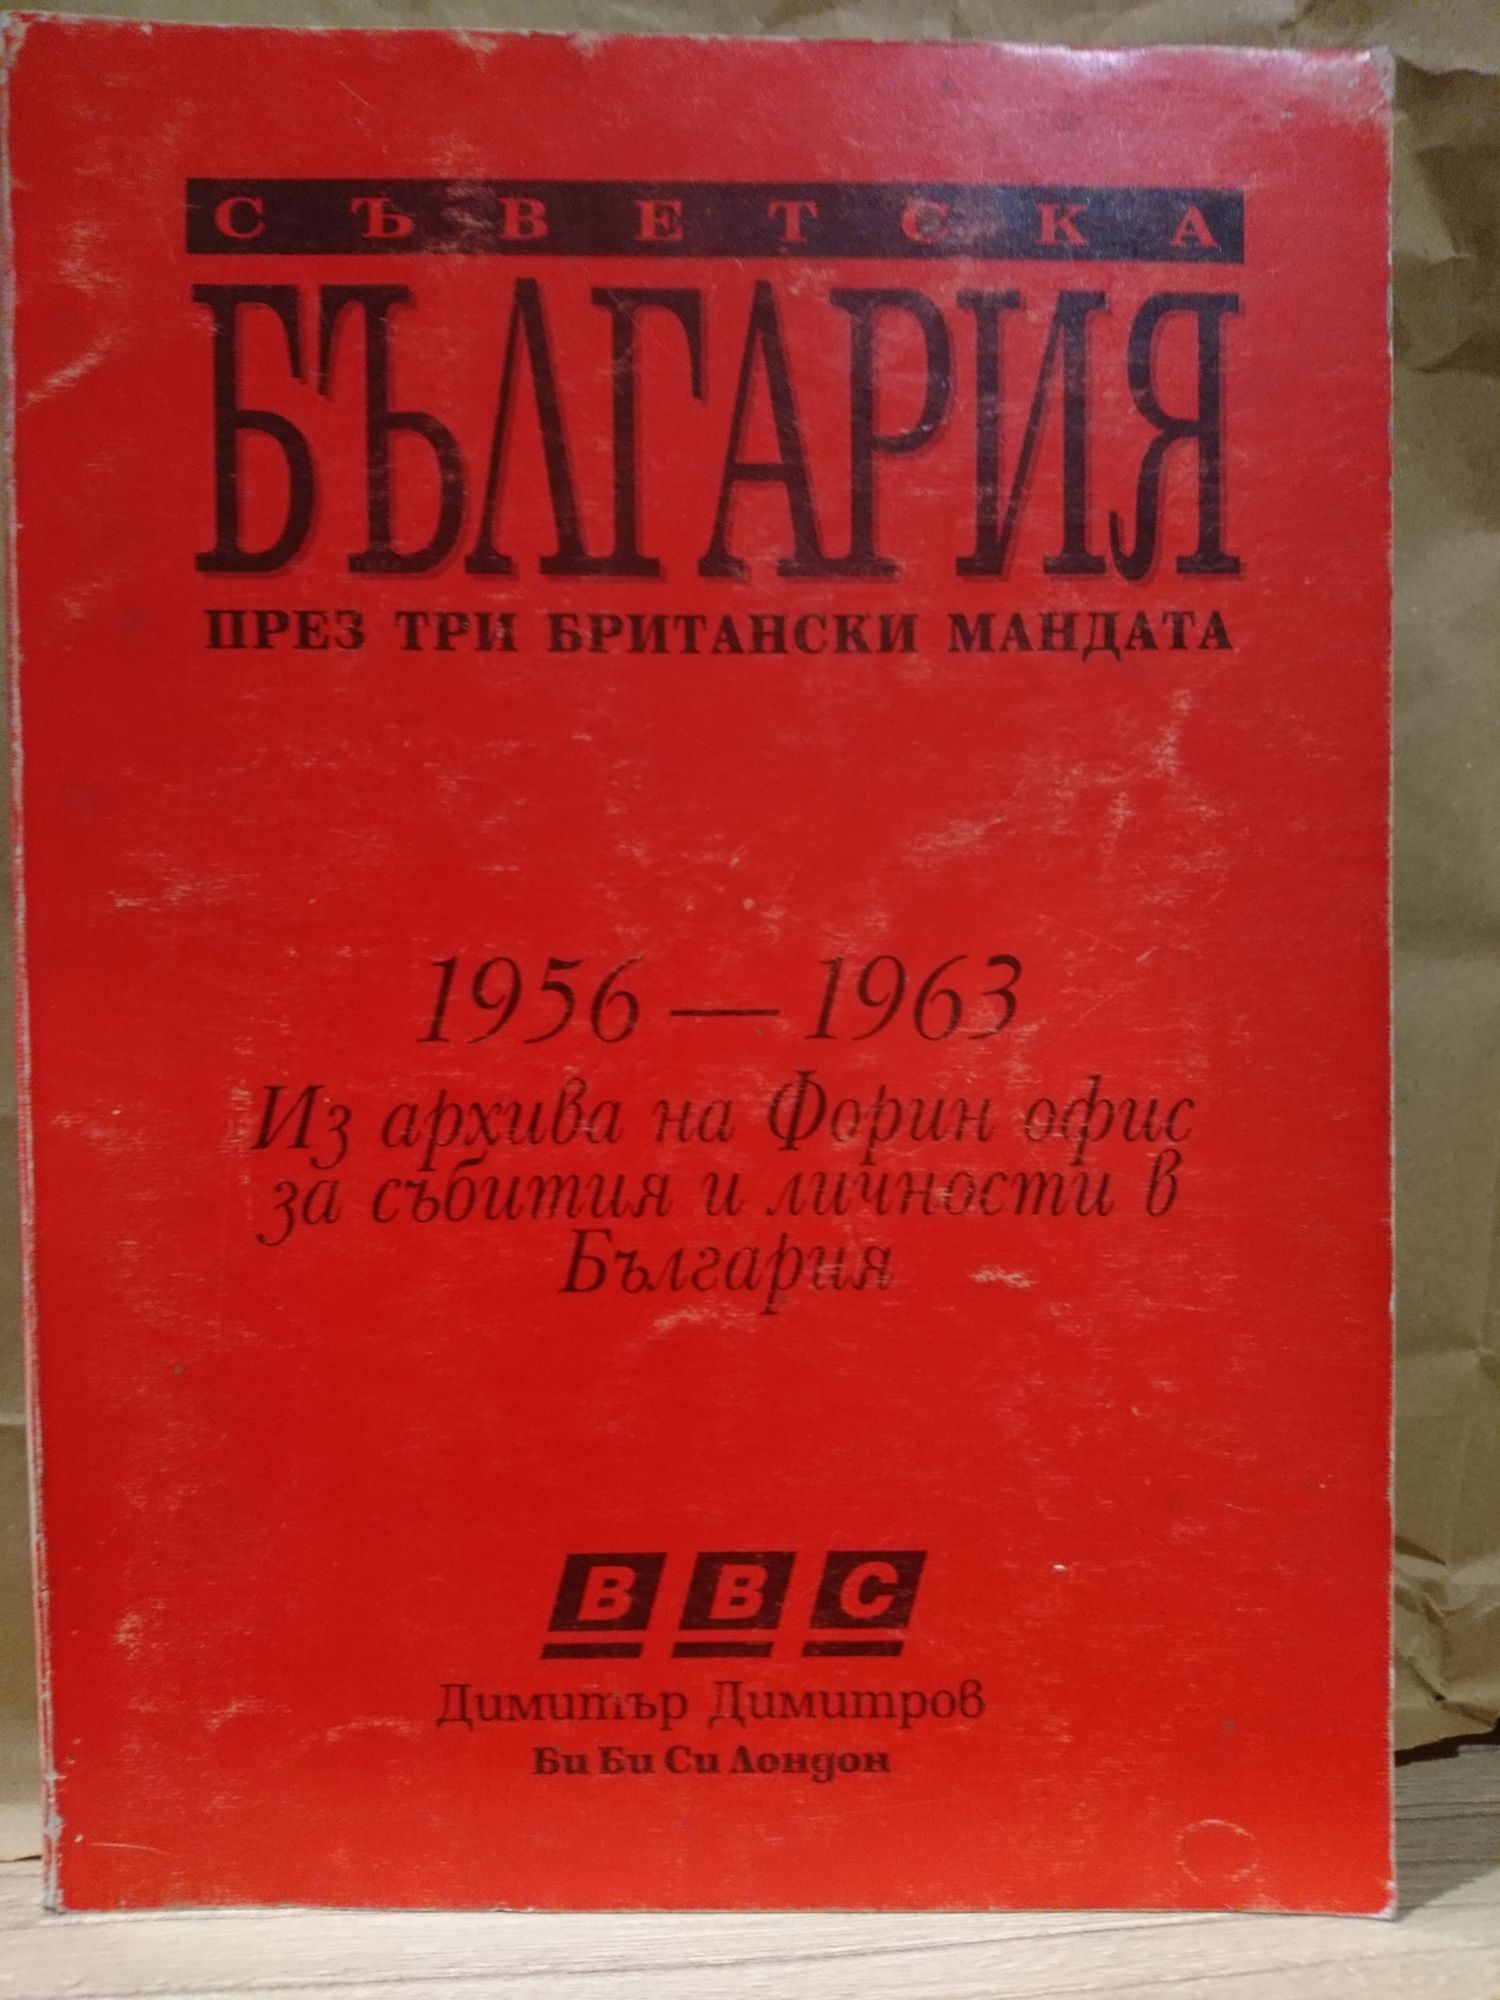 СЪВЕТСКА
БЪЛГАРИЯ
ПРЕЗ ТРИ БРИТАНСКИ МАНДАТА
1956 — 1963
Из архива на Форин офис
за събития и личности в
България
BBC
Димитър Димитров
Би Би Си Лондон